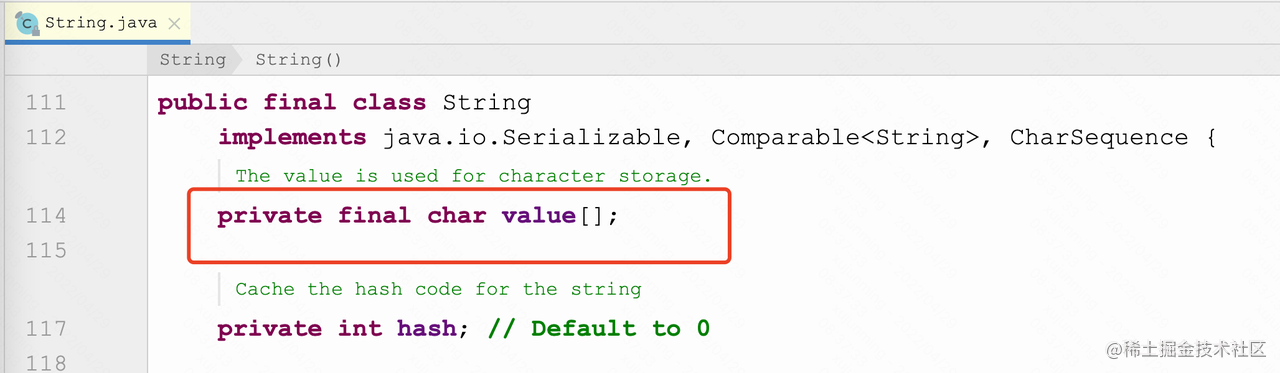 String.java
String String()
111 public final class String
112 implements java.io.Serializable, Comparable<String>, CharSequence {
The value is used for character storage.
114 private final char value[];
115
Cache the hash code for the string
117 private int hash; // Default to 0
118
@稀土掘金技术社区